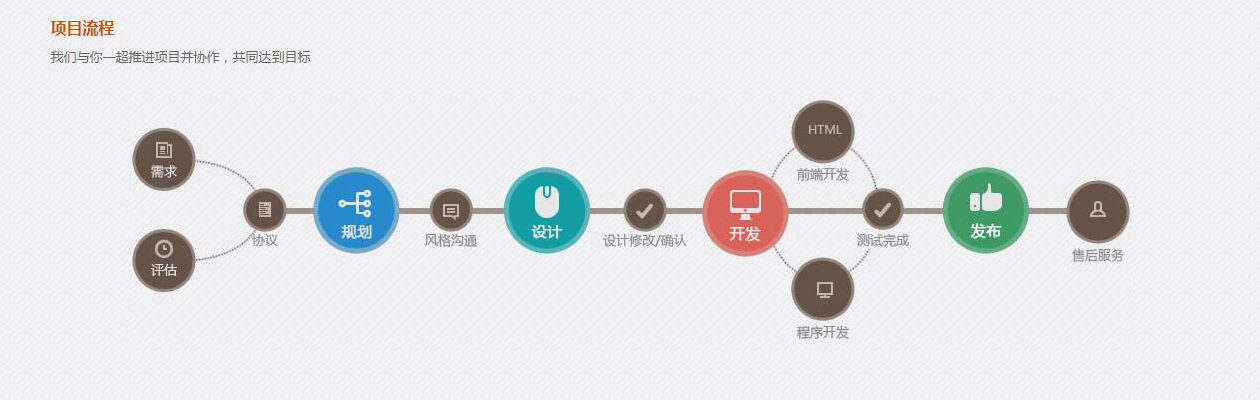 项目流程
我们与你一超推进项目并协作，共同达到目标
需求
评估
协议
规划
风格沟通
设计
设计修改/确认
开发
HTML
前端开发
程序开发
测试完成
发布
售后服务